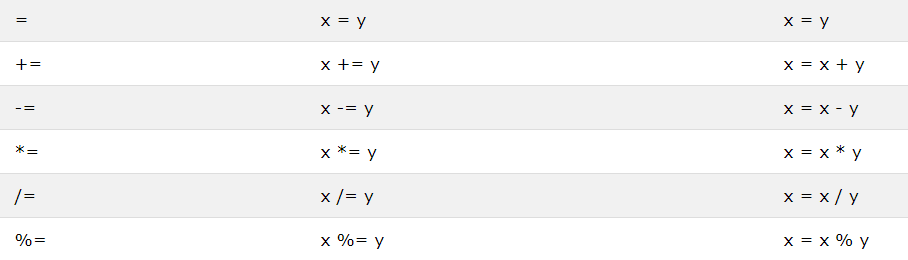 = x = y x = y
+= x += y x = x + y
-= x -= y x = x - y
*= x *= y x = x * y
/= x /= y x = x / y
%= x %= y x = x % y